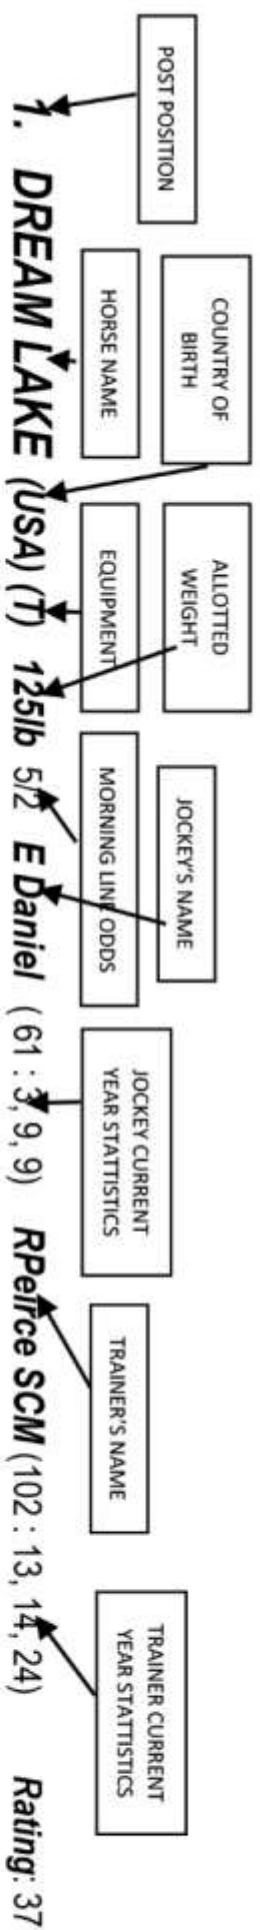 COUNTRY OF
BIRTH
ALLOTTED
WEIGHT
JOCKEY'S NAME
POST POSITION
HORSE NAME
EQUIPMENT
MORNING LINE ODDS
JOCKEY CURRENT
YEAR STATTISTICS
TRAINER'S NAME
TRAINER CURRENT
YEAR STATTISTICS
1. DREAM LAKE (USA) (T) 125lb 5/2 E Daniel ( 61 : 3, 9, 9) RPeirce SCM (102 : 13, 14, 24) Rating: 37